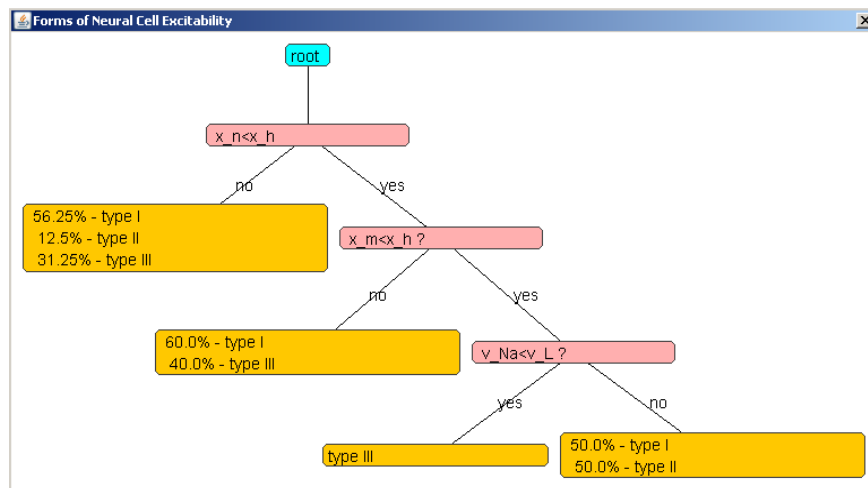 Forms of Neural Cell Excitability
root
x_n<x_h
no
yes
56.25% - type I
12.5% - type II
31.25% - type III
x_m<x_h ?
no
yes
60.0% - type I
40.0% - type III
v_Na<v_L ?
yes
no
type III
50.0% - type I
50.0% - type II